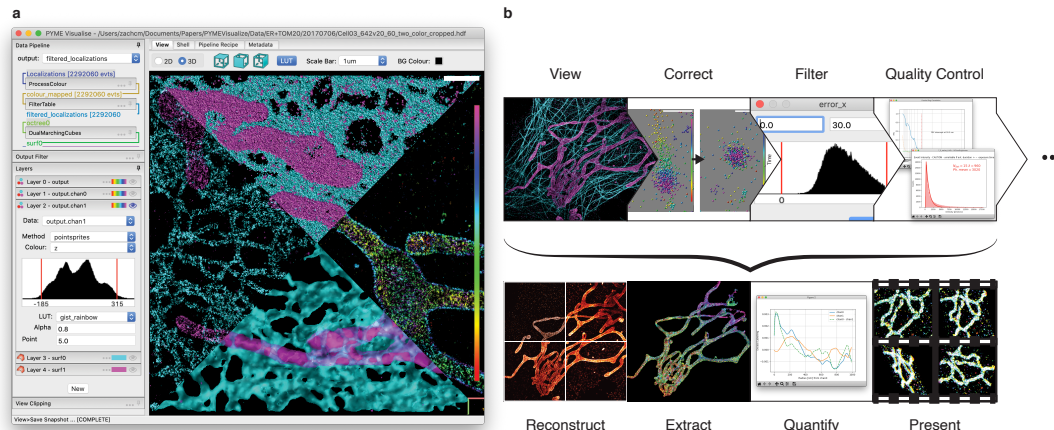 a
PYME Visualise - /Users/zachcm/Documents/Papers/PYMEVisualize/Data/ER+TOM20/20170706/Cell03_642v20_60_two_color_cropped.hdf
Data Pipeline
output: filtered_localizations
Localizations [2292060 evts]
ProcessColour
colour_mapped [2292060 evts]
FilterTable
filtered_localizations [2292060
octree0
DualMarchingCubes
surf0
Output Filter
Layers
Layer 0 - output
Layer 1 - output.chan0
Layer 2 - output.chan1
Data: output.chan1
Method pointsprites
Colour: z
-185 315
LUT: gist_rainbow
Alpha 0.8
Point 5.0
Layer 3 - surf0
Layer 4 - surf1
New
View Clipping
View>Save Snapshot ... [COMPLETE]
View Shell Pipeline Recipe Metadata
2D 3D LUT Scale Bar: 1um BG Colour:
b
View Correct Filter Quality Control
error_x
0.0 30.0
0
Reconstruct Extract Quantify Present